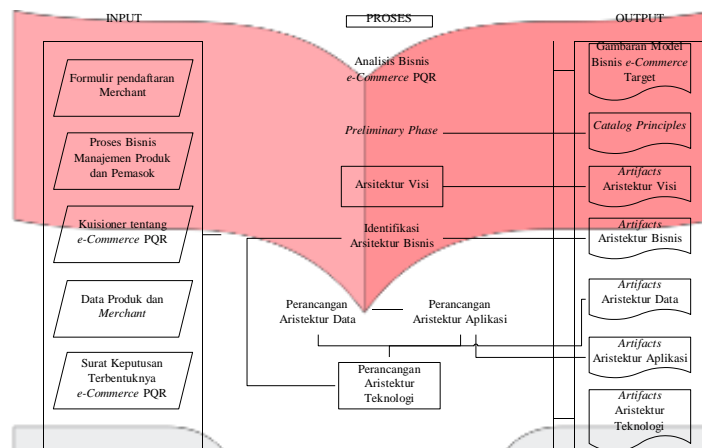 INPUT
PROSES
OUTPUT
Formulir pendaftaran
Merchant
Proses Bisnis
Manajemen Produk
dan Pemasok
Kuisioner tentang
e-Commerce PQR
Data Produk dan
Merchant
Surat Keputusan
Terbentuknya
e-Commerce PQR
Analisis Bisnis
e-Commerce PQR
Preliminary Phase
Arsitektur Visi
Identifikasi
Arsitektur Bisnis
Perancangan
Aristektur Data
Perancangan
Aristektur Aplikasi
Perancangan
Aristektur
Teknologi
Gambaran Model
Bisnis e-Commerce
Target
Catalog Principles
Artifacts
Aristektur Visi
Artifacts
Aristektur Bisnis
Artifacts
Aristektur Data
Artifacts
Aristektur Aplikasi
Artifacts
Aristektur
Teknologi